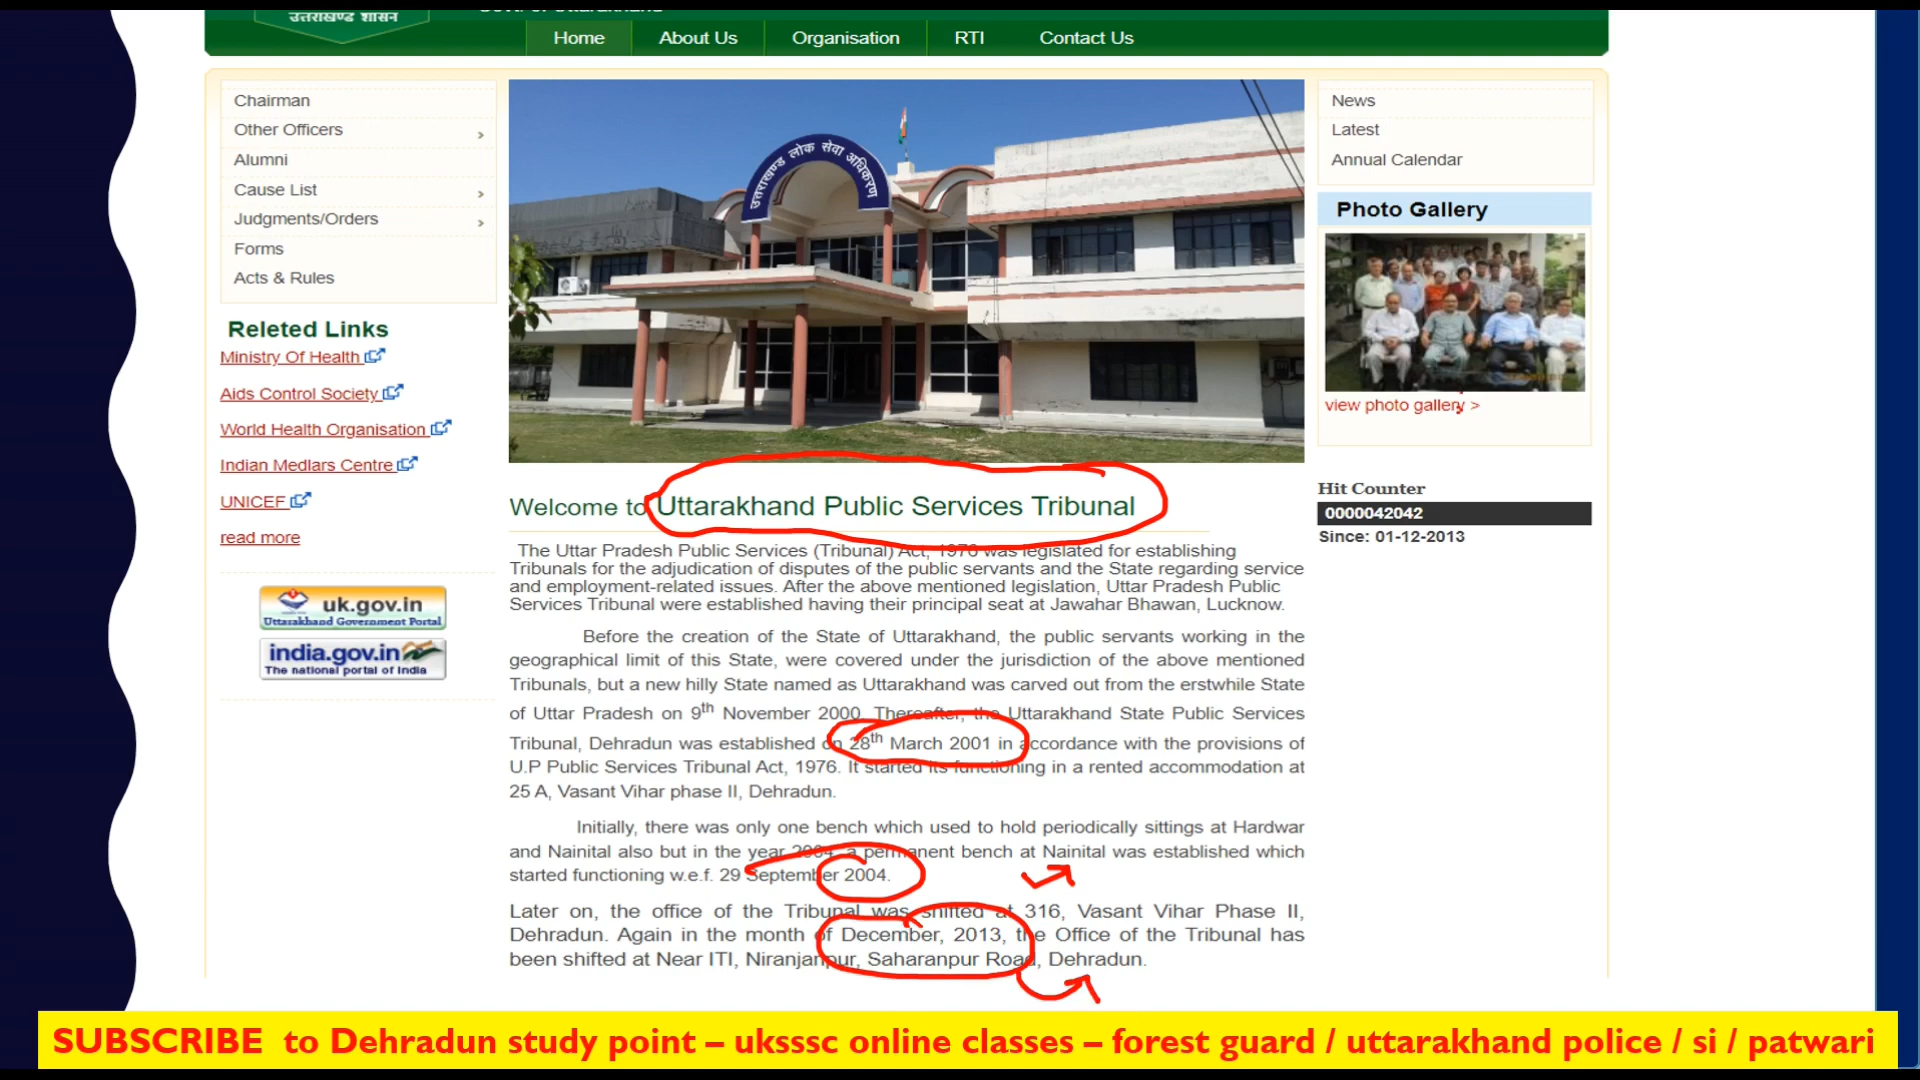 उत्तराखण्ड शासन
Home About Us Organisation RTI Contact Us
Chairman
Other Officers
Alumni
Cause List
Judgments/Orders
Forms
Acts & Rules
Releted Links
Ministry Of Health
Aids Control Society
World Health Organisation
Indian Medlars Centre
UNICEF
read more
uk.gov.in
Uttarakhand Government Portal
india.gov.in
The national portal of India
उत्तराखण्ड लोक सेवा अधिकरण
Welcome to Uttarakhand Public Services Tribunal
The Uttar Pradesh Public Services (Tribunal) Act, 1976 was legislated for establishing
Tribunals for the adjudication of disputes of the public servants and the State regarding service
and employment-related issues. After the above mentioned legislation, Uttar Pradesh Public
Services Tribunal were established having their principal seat at Jawahar Bhawan, Lucknow.
Before the creation of the State of Uttarakhand, the public servants working in the
geographical limit of this State, were covered under the jurisdiction of the above mentioned
Tribunals, but a new hilly State named as Uttarakhand was carved out from the erstwhile State
of Uttar Pradesh on 9th November 2000. Thereafter, the Uttarakhand State Public Services
Tribunal, Dehradun was established on 28th March 2001 in accordance with the provisions of
U.P Public Services Tribunal Act, 1976. It started its functioning in a rented accommodation at
25 A, Vasant Vihar phase II, Dehradun.
Initially, there was only one bench which used to hold periodically sittings at Hardwar
and Nainital also but in the year 2004, a permanent bench at Nainital was established which
started functioning w.e.f. 29 September 2004.
Later on, the office of the Tribunal was shifted at 316, Vasant Vihar Phase II,
Dehradun. Again in the month of December, 2013, the Office of the Tribunal has
been shifted at Near ITI, Niranjanpur, Saharanpur Road, Dehradun.
News
Latest
Annual Calendar
Photo Gallery
view photo gallery >
Hit Counter
0000042042
Since: 01-12-2013
SUBSCRIBE to Dehradun study point – uksssc online classes – forest guard / uttarakhand police / si / patwari